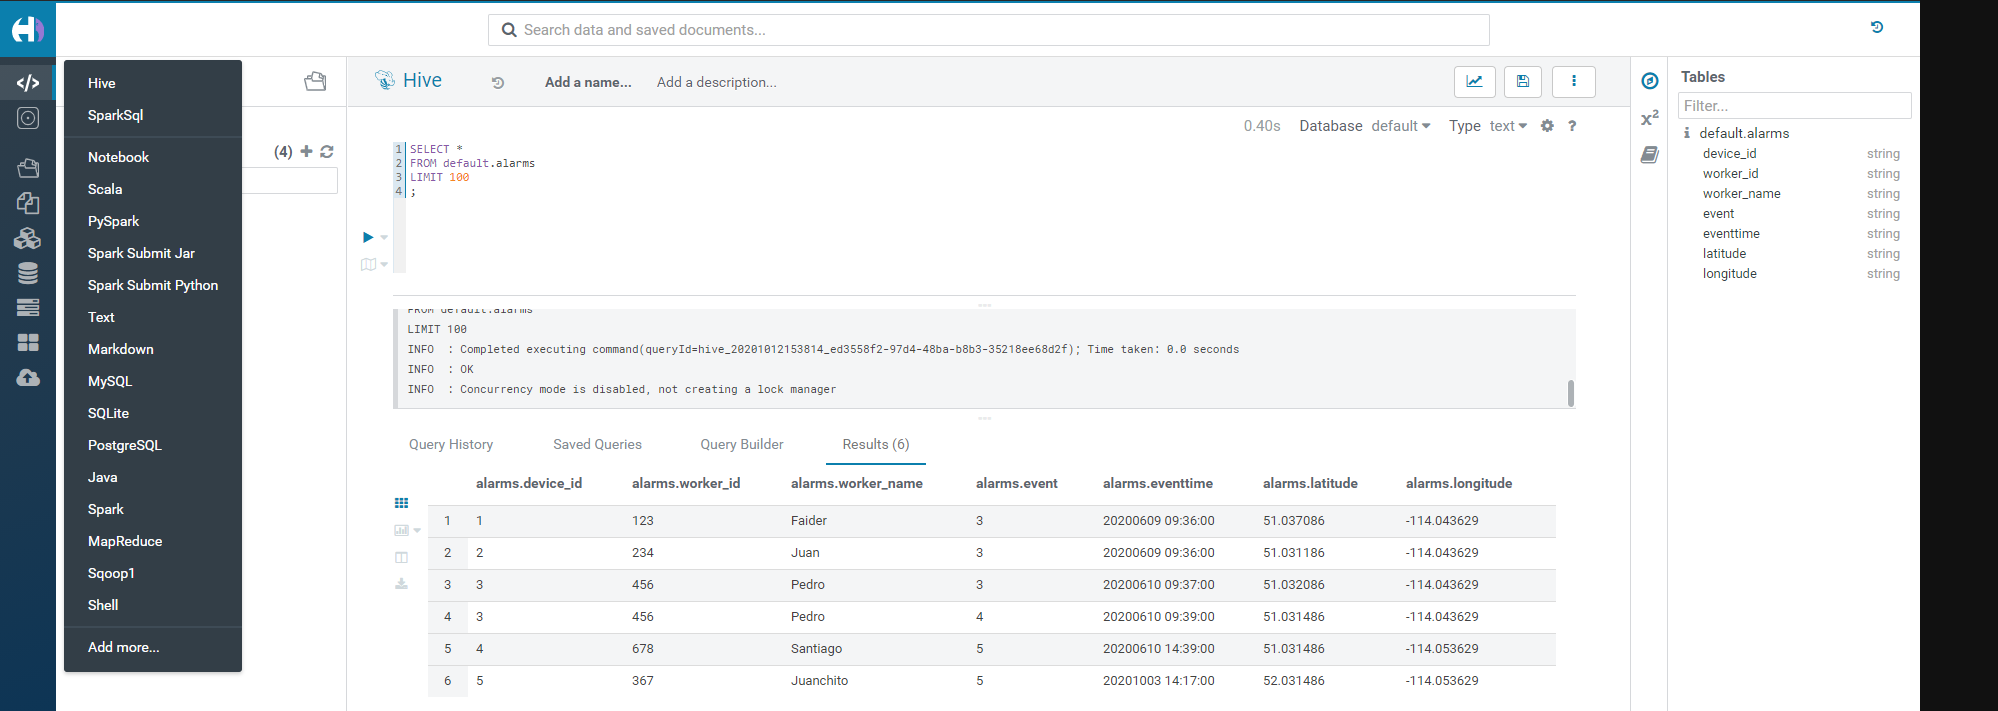 Search data and saved documents...
Hive
SparkSql
Notebook
Scala
PySpark
Spark Submit Jar
Spark Submit Python
Text
Markdown
MySQL
SQLite
PostgreSQL
Java
Spark
MapReduce
Sqoop1
Shell
Add more...
(4)
Hive Add a name... Add a description...
0.40s Database default Type text ?
1 SELECT *
2 FROM default.alarms
3 LIMIT 100
4 ;
FROM default.alarms
LIMIT 100
INFO : Completed executing command(queryId=hive_20201012153814_ed3558f2-97d4-48ba-b8b3-35218ee68d2f); Time taken: 0.0 seconds
INFO : OK
INFO : Concurrency mode is disabled, not creating a lock manager
Query History Saved Queries Query Builder Results (6)
alarms.device_id alarms.worker_id alarms.worker_name alarms.event alarms.eventtime alarms.latitude alarms.longitude
1 1 123 Faider 3 20200609 09:36:00 51.037086 -114.043629
2 2 234 Juan 3 20200609 09:36:00 51.031186 -114.043629
3 3 456 Pedro 3 20200610 09:37:00 51.032086 -114.043629
4 3 456 Pedro 4 20200610 09:39:00 51.031486 -114.043629
5 4 678 Santiago 5 20200610 14:39:00 51.031486 -114.053629
6 5 367 Juanchito 5 20201003 14:17:00 52.031486 -114.053629
x²
Tables
Filter...
default.alarms
device_id string
worker_id string
worker_name string
event string
eventtime string
latitude string
longitude string